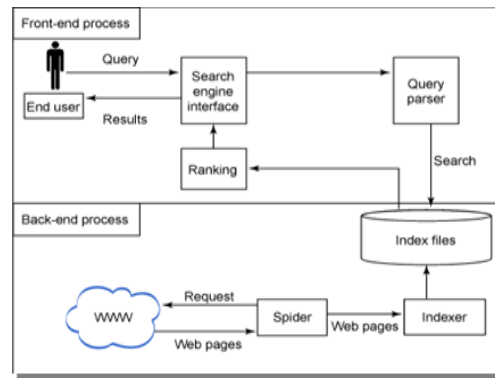 Front-end process
Query
Search
engine
interface
Query
parser
End user
Results
Ranking
Search
Back-end process
Index files
Request
WWW
Spider
Indexer
Web pages
Web pages